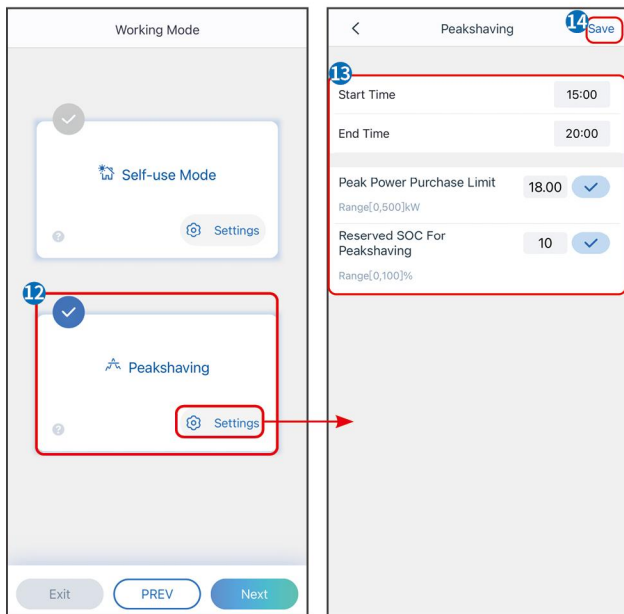 Working Mode
Self-use Mode
?
Settings
12
Peakshaving
?
Settings
Exit
PREV
Next
Peakshaving
14
Save
13
Start Time
15:00
End Time
20:00
Peak Power Purchase Limit
18.00
Range[0,500]kW
Reserved SOC For
Peakshaving
10
Range[0,100]%